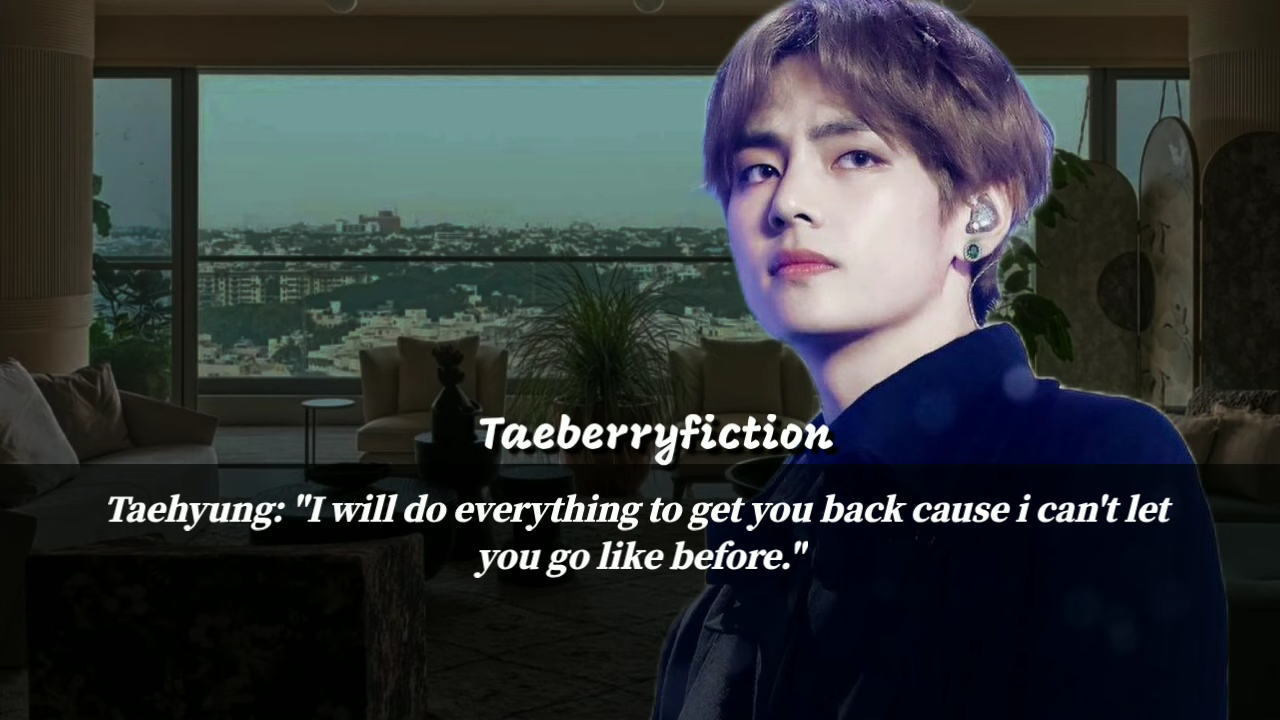 Taeberryfiction
Taehyung: "I will do everything to get you back cause i can't let
you go like before."